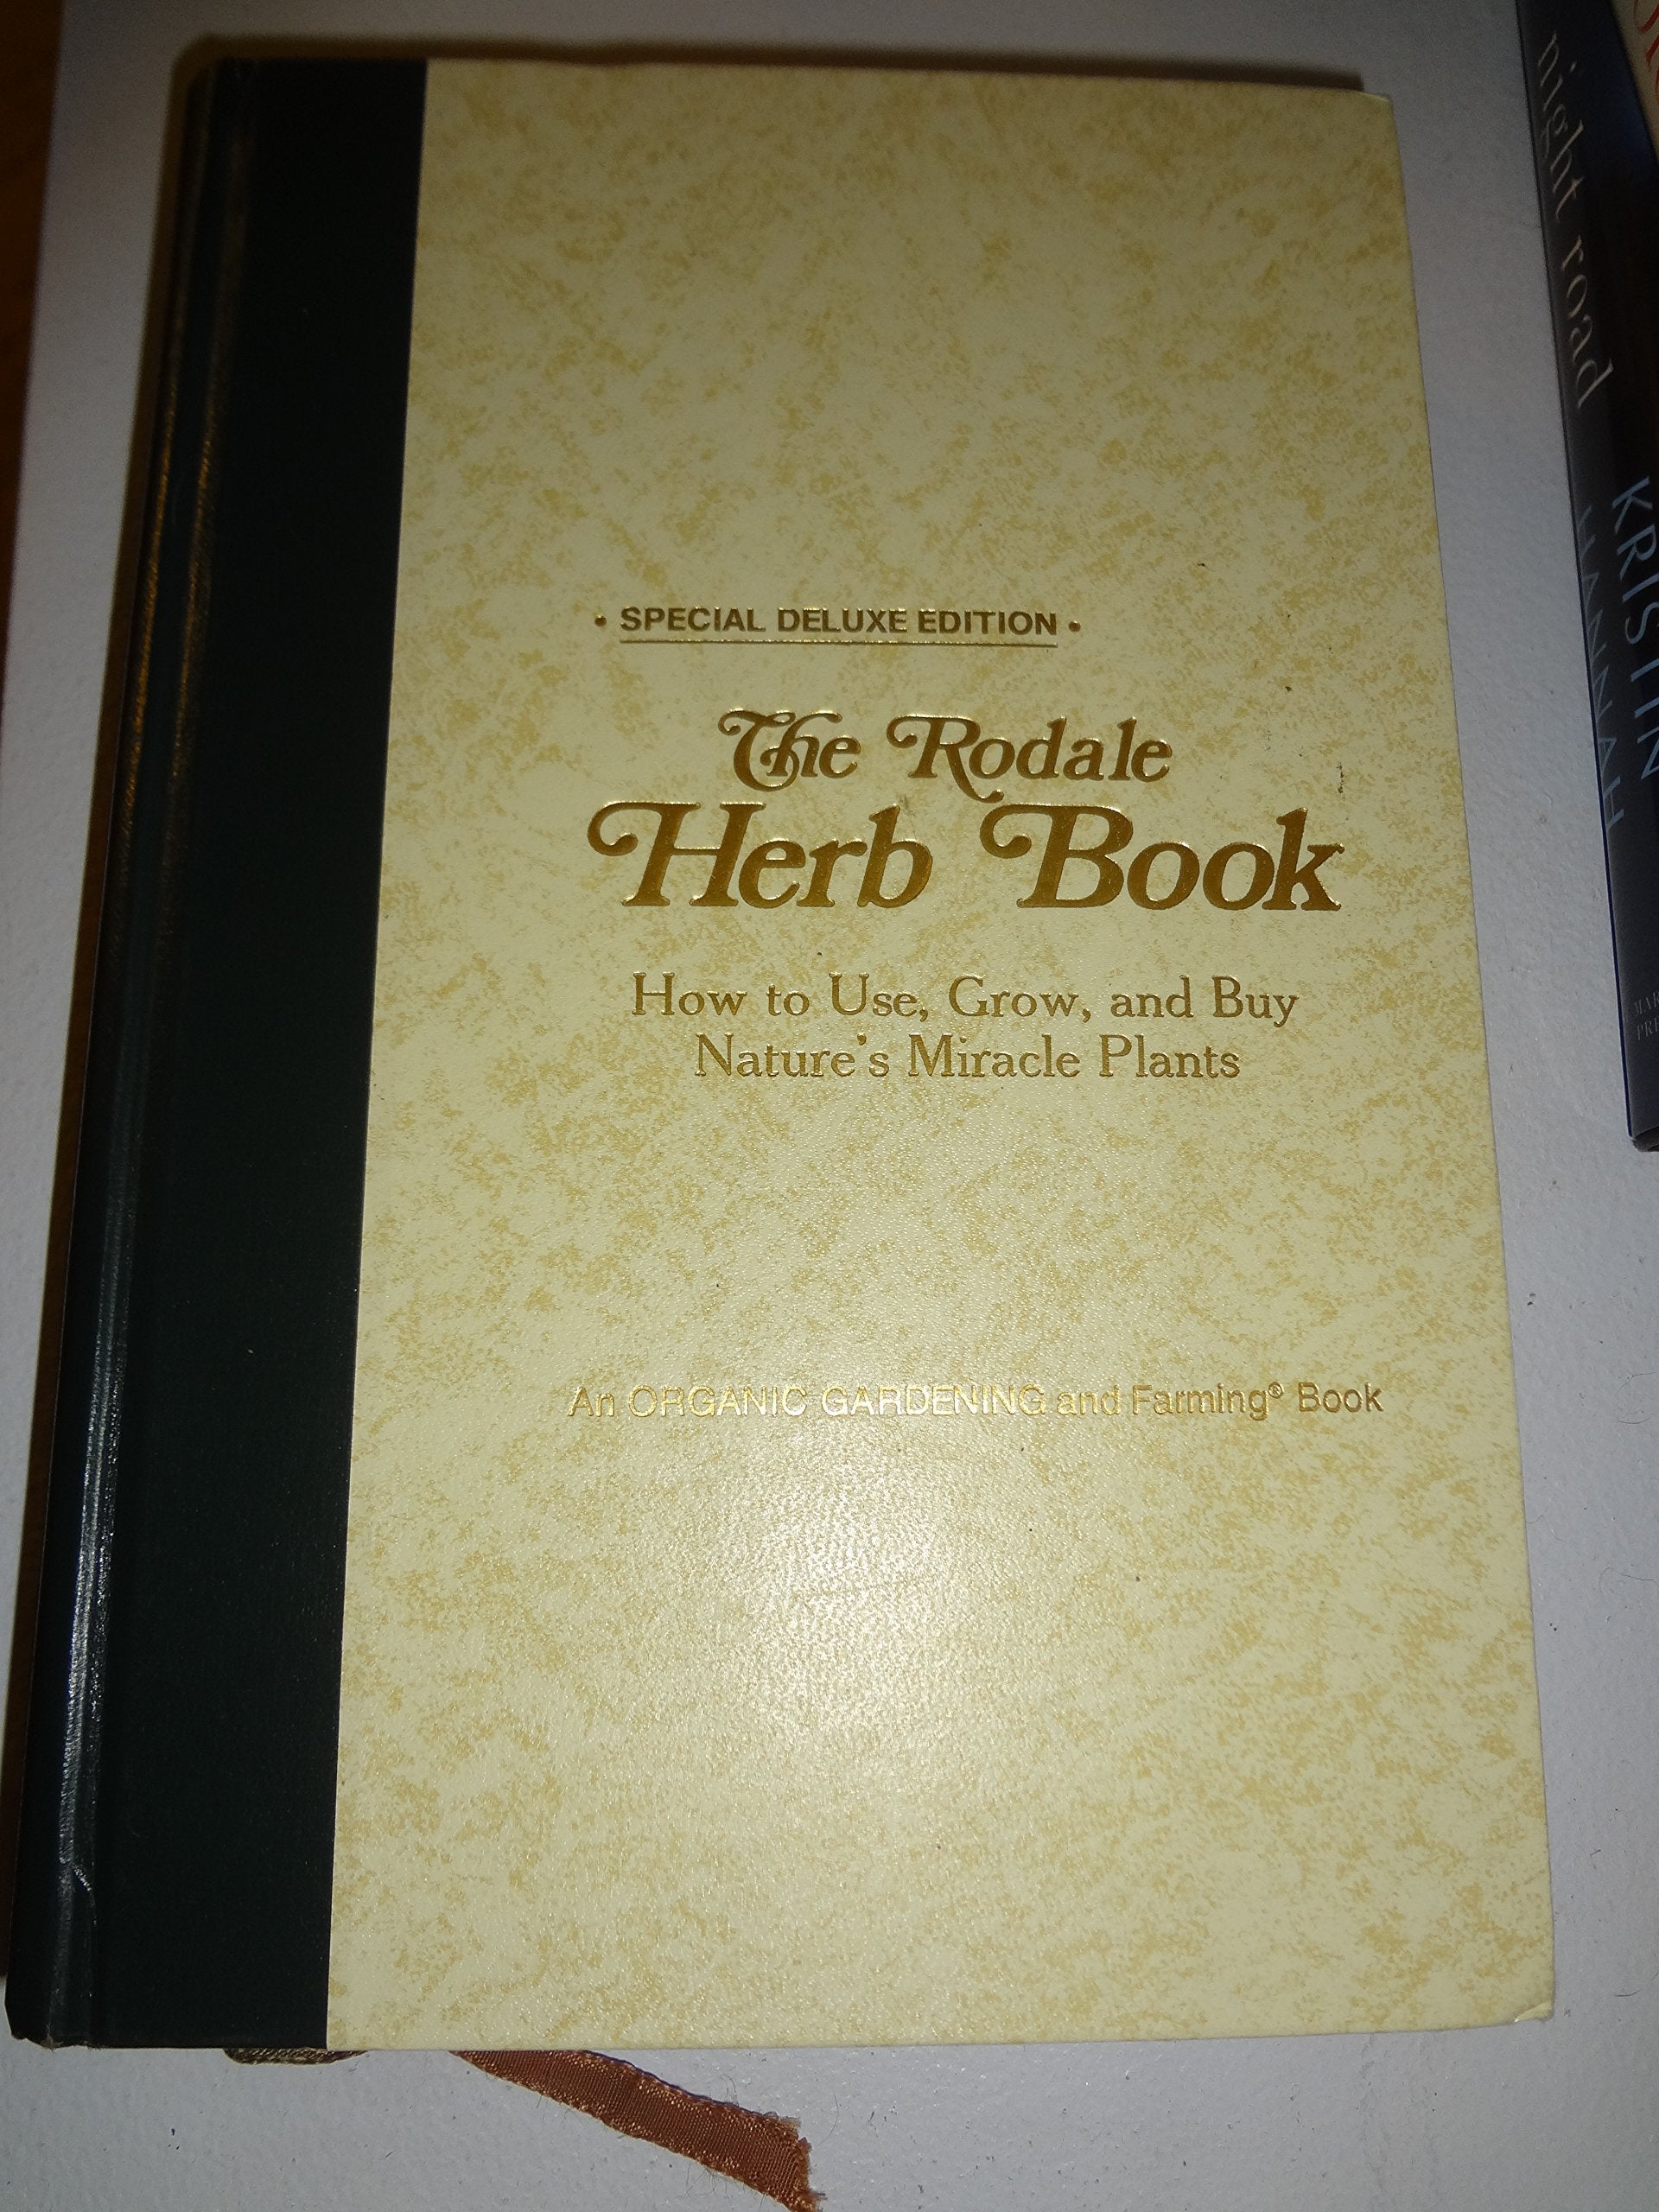 • SPECIAL DELUXE EDITION •
The Rodale
Herb Book
How to Use, Grow, and Buy
Nature's Miracle Plants
An ORGANIC GARDENING and Farming® Book
night road
KRISTIN
HANNAH